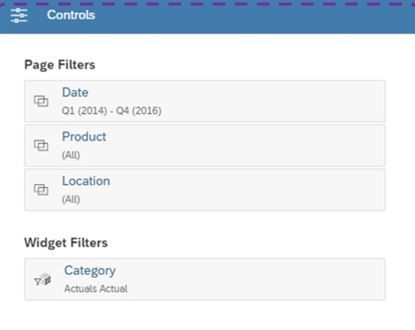 Controls
Page Filters
Date
Q1 (2014) - Q4 (2016)
Product
(All)
Location
(All)
Widget Filters
Category
Actuals Actual